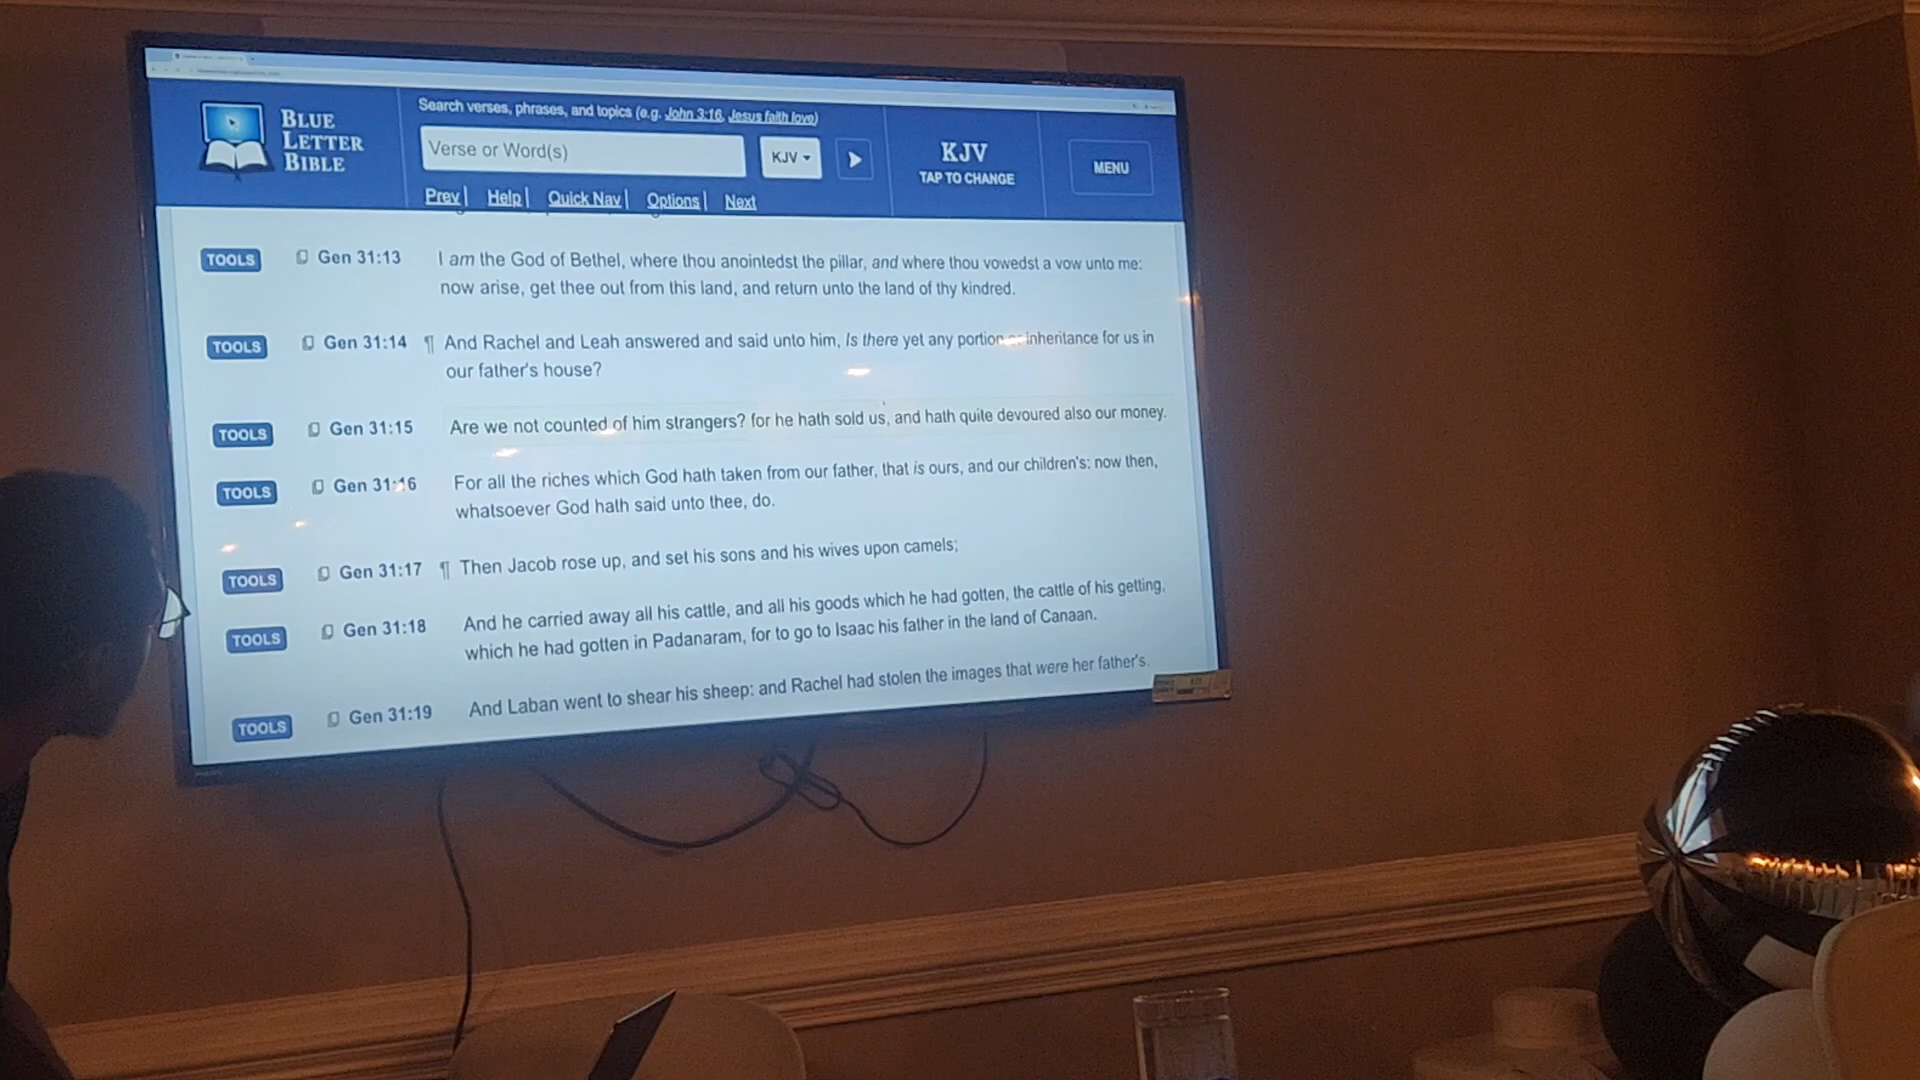 BLUE
LETTER
BIBLE
Search verses, phrases, and topics (e.g. John 3:16, Jesus faith love)
Verse or Word(s)
KJV
KJV
TAP TO CHANGE
MENU
Prev| Help| Quick Nav| Options| Next
TOOLS Gen 31:13 I am the God of Bethel, where thou anointedst the pillar, and where thou vowedst a vow unto me:
now arise, get thee out from this land, and return unto the land of thy kindred.
TOOLS Gen 31:14 ¶ And Rachel and Leah answered and said unto him, Is there yet any portion or inheritance for us in
our father's house?
TOOLS Gen 31:15 Are we not counted of him strangers? for he hath sold us, and hath quite devoured also our money.
TOOLS Gen 31:16 For all the riches which God hath taken from our father, that is ours, and our children's: now then,
whatsoever God hath said unto thee, do.
TOOLS Gen 31:17 ¶ Then Jacob rose up, and set his sons and his wives upon camels;
TOOLS Gen 31:18 And he carried away all his cattle, and all his goods which he had gotten, the cattle of his getting,
which he had gotten in Padanaram, for to go to Isaac his father in the land of Canaan.
TOOLS Gen 31:19 And Laban went to shear his sheep: and Rachel had stolen the images that were her father's.